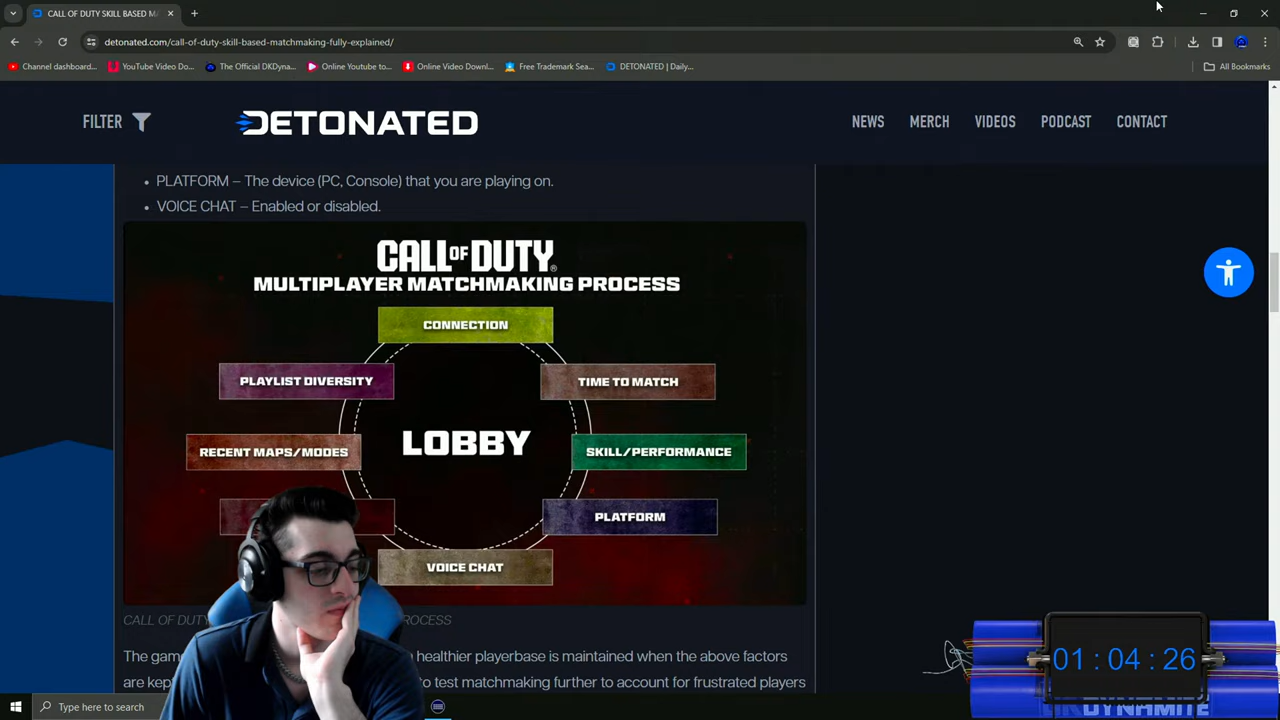 CALL OF DUTY SKILL BASED MA
detonated.com/call-of-duty-skill-based-matchmaking-fully-explained/
Channel dashboard...
YouTube Video Do...
The Official DKDyna...
Online Youtube to...
Online Video Downl...
Free Trademark Sea...
DETONATED | Daily...
All Bookmarks
FILTER
DETONATED
NEWS
MERCH
VIDEOS
PODCAST
CONTACT
• PLATFORM – The device (PC, Console) that you are playing on.
• VOICE CHAT – Enabled or disabled.
CALL OF DUTY
MULTIPLAYER MATCHMAKING PROCESS
CONNECTION
PLAYLIST DIVERSITY
TIME TO MATCH
RECENT MAPS/MODES
LOBBY
SKILL/PERFORMANCE
PLATFORM
VOICE CHAT
CALL OF DUTY
The gam
healthier playerbase is maintained when the above factors
are kep
to test matchmaking further to account for frustrated players
01:04:26
DYNAMITE
Type here to search